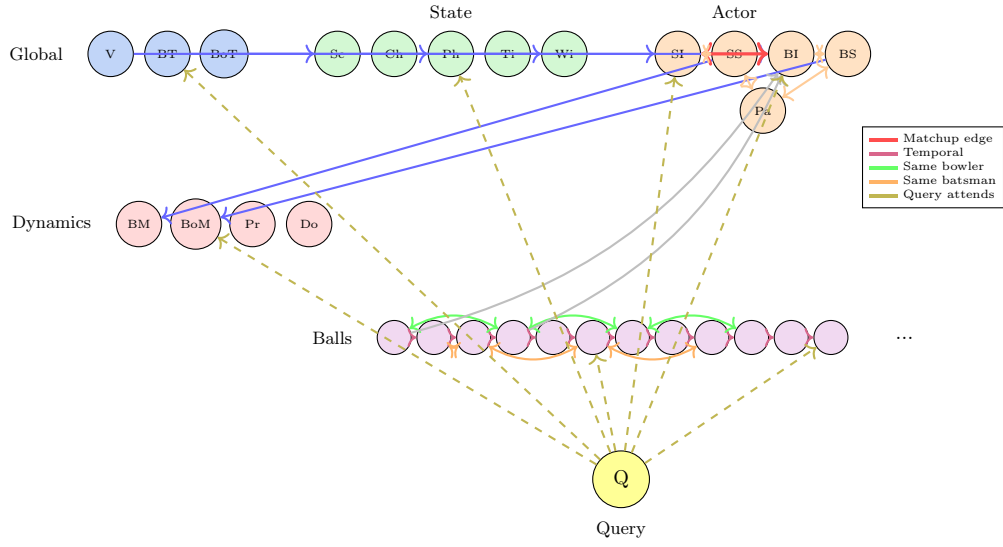 State
Actor
Global
V
BT
BoT
Sc
Ch
Ph
Ti
Wi
SI
SS
BI
BS
Pa
Matchup edge
Temporal
Same bowler
Same batsman
Query attends
Dynamics
BM
BoM
Pr
Do
Balls
...
Q
Query